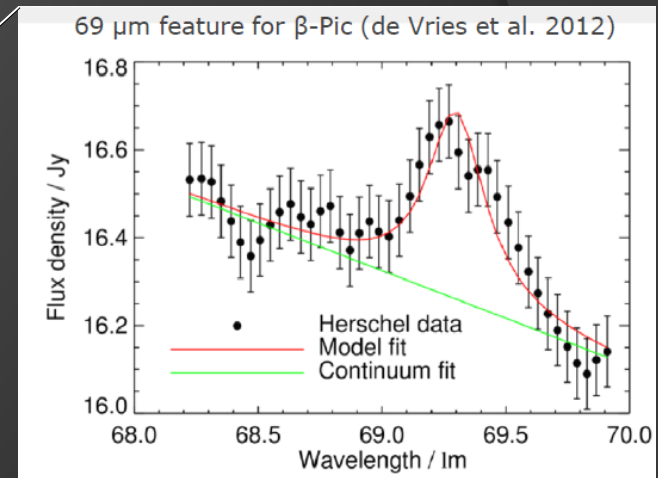 69 μm feature for β-Pic (de Vries et al. 2012)
16.8
16.6
16.4
16.2
16.0
Flux density / Jy
Herschel data
Model fit
Continuum fit
68.0 68.5 69.0 69.5 70.0
Wavelength / lm